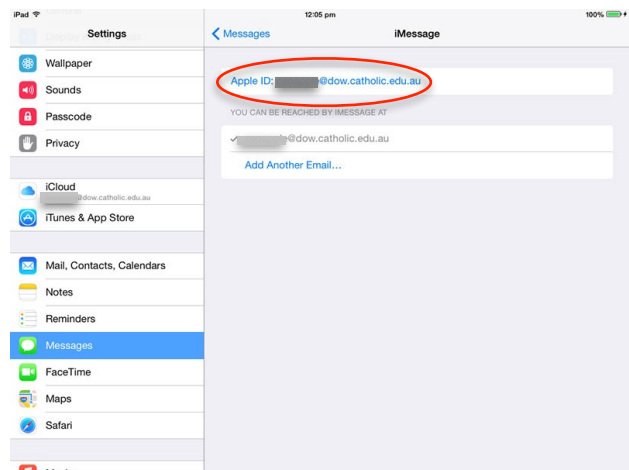 iPad 12:05 pm 100%
Settings
Messages iMessage
Wallpaper
Sounds
Passcode
Privacy
iCloud
@dow.catholic.edu.au
iTunes & App Store
Mail, Contacts, Calendars
Notes
Reminders
Messages
FaceTime
Maps
Safari
Apple ID: @dow.catholic.edu.au
YOU CAN BE REACHED BY IMESSAGE AT
@dow.catholic.edu.au
Add Another Email...